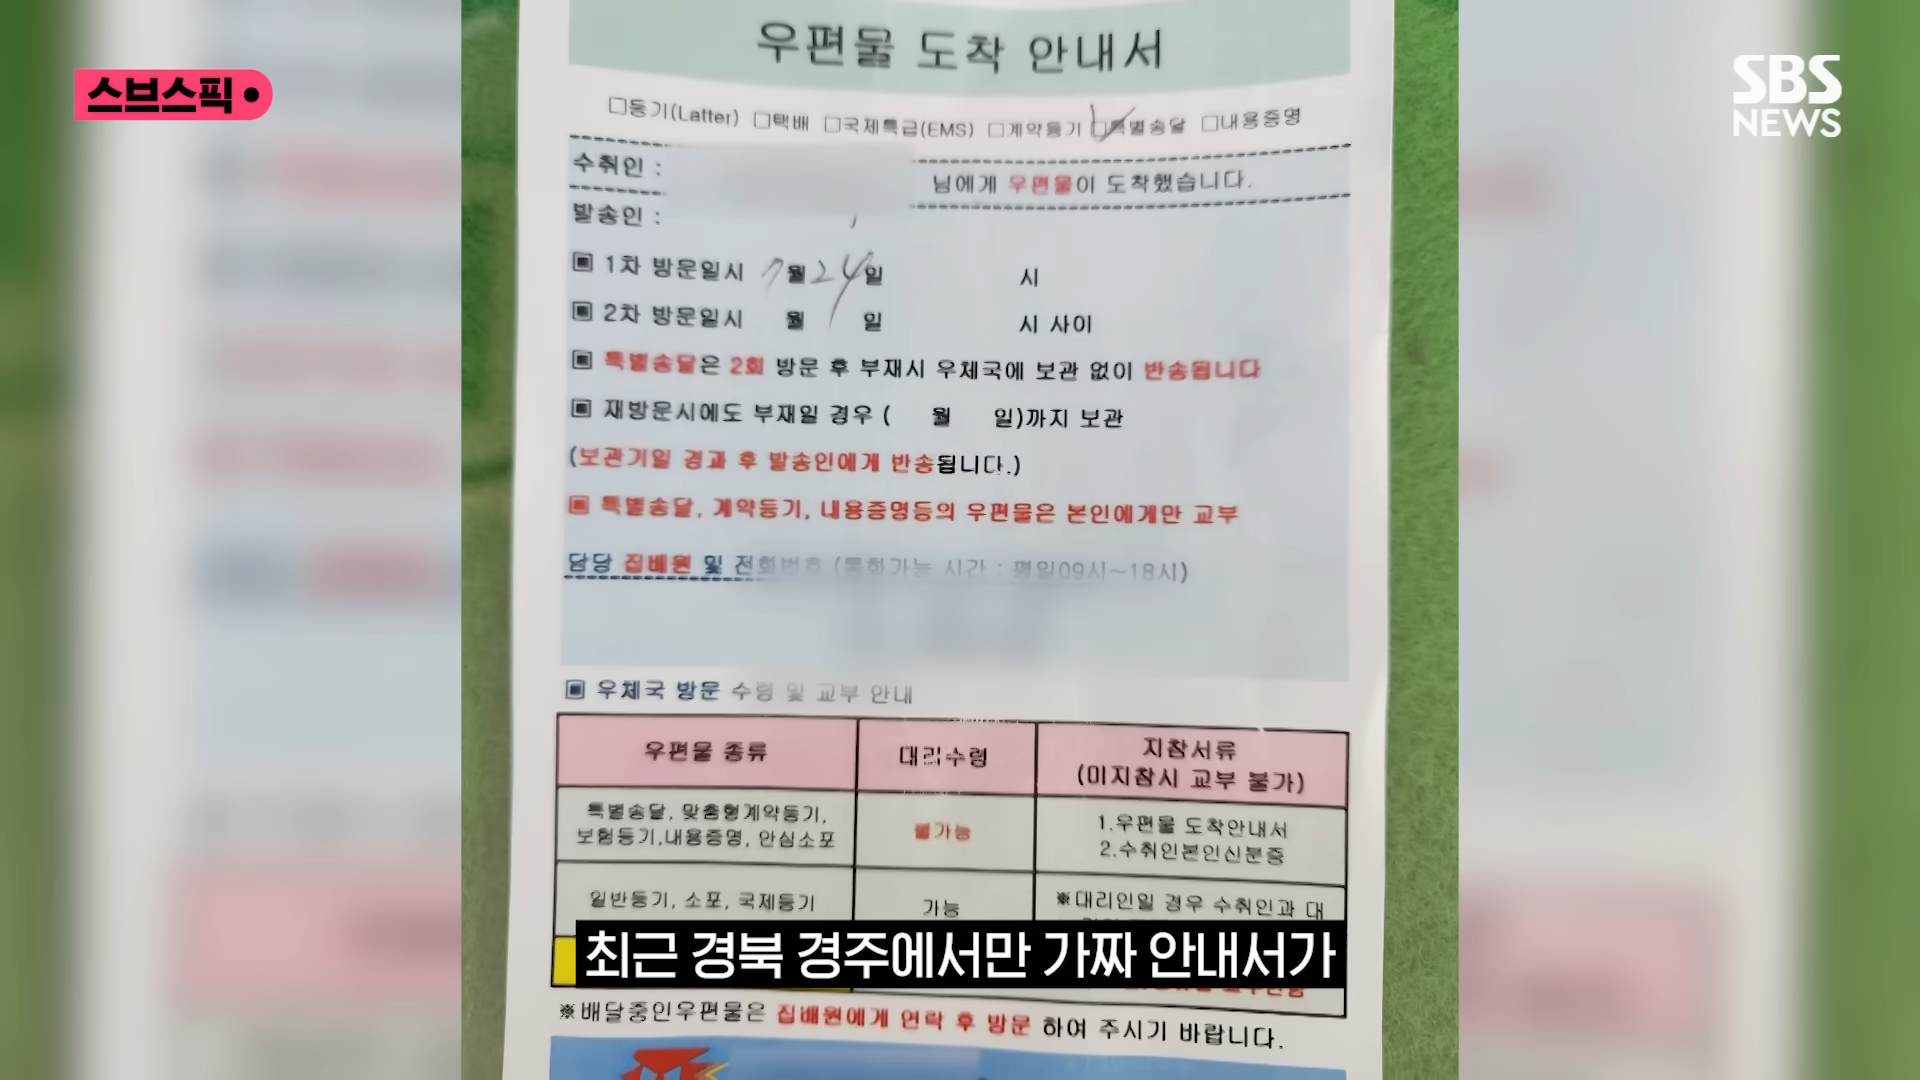 스브스픽
SBS
NEWS
우편물 도착 안내서
□등기(Latter) □택배 □국제특급(EMS) □계약등기 □특별송달 □내용증명
수취인 :
님에게 우편물이 도착했습니다.
발송인 :
▣ 1차 방문일시 7월 24일 시
▣ 2차 방문일시 월 일 시 사이
▣ 특별송달은 2회 방문 후 부재시 우체국에 보관 없이 반송됩니다
▣ 재방문시에도 부재일 경우 ( 월 일)까지 보관
(보관기일 경과 후 발송인에게 반송됩니다.)
▣ 특별송달, 계약등기, 내용증명등의 우편물은 본인에게만 교부
담당 집배원 및 전화번호 (통화가능 시간 : 평일09시~18시)
▣ 우체국 방문 수령 및 교부 안내
우편물 종류 대리수령 지참서류
(미지참시 교부 불가)
특별송달, 맞춤형계약등기,
보험등기,내용증명, 안심소포
불가능
1.우편물 도착안내서
2.수취인본인신분증
일반등기, 소포, 국제등기 가능 ※대리인일 경우 수취인과 대
최근 경북 경주에서만 가짜 안내서가
※배달중인우편물은 집배원에게 연락 후 방문 하여 주시기 바랍니다.